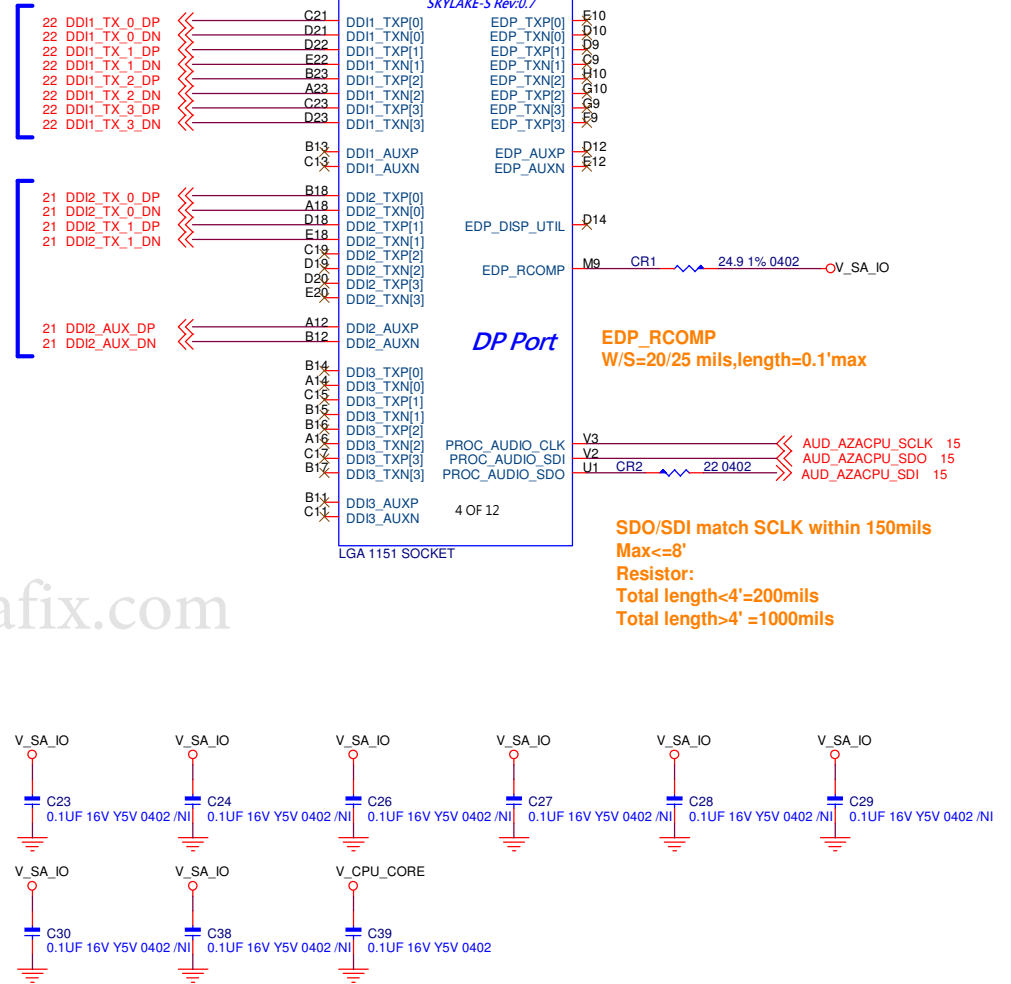 SKYLAKE-S Rev:0.7
22 DDI1_TX_0_DP C21 DDI1_TXP[0] EDP_TXP[0] E10
22 DDI1_TX_0_DN D21 DDI1_TXN[0] EDP_TXN[0] D10
22 DDI1_TX_1_DP D22 DDI1_TXP[1] EDP_TXP[1] D9
22 DDI1_TX_1_DN E22 DDI1_TXN[1] EDP_TXN[1] C9
22 DDI1_TX_2_DP B23 DDI1_TXP[2] EDP_TXN[2] H10
22 DDI1_TX_2_DN A23 DDI1_TXN[2] EDP_TXP[2] G10
22 DDI1_TX_3_DP C23 DDI1_TXP[3] EDP_TXN[3] G9
22 DDI1_TX_3_DN D23 DDI1_TXN[3] EDP_TXP[3] F9
B13 DDI1_AUXP EDP_AUXP D12
C13 DDI1_AUXN EDP_AUXN E12
21 DDI2_TX_0_DP B18 DDI2_TXP[0]
21 DDI2_TX_0_DN A18 DDI2_TXN[0]
21 DDI2_TX_1_DP D18 DDI2_TXP[1] EDP_DISP_UTIL D14
21 DDI2_TX_1_DN E18 DDI2_TXN[1]
C19 DDI2_TXP[2]
D19 DDI2_TXN[2] EDP_RCOMP M9 CR1 24.9 1% 0402 V_SA_IO
D20 DDI2_TXP[3]
E20 DDI2_TXN[3]
21 DDI2_AUX_DP A12 DDI2_AUXP
21 DDI2_AUX_DN B12 DDI2_AUXN
DP Port
EDP_RCOMP
W/S=20/25 mils,length=0.1'max
B14 DDI3_TXP[0]
A14 DDI3_TXN[0]
C15 DDI3_TXP[1]
B15 DDI3_TXN[1]
B16 DDI3_TXP[2]
A16 DDI3_TXN[2] PROC_AUDIO_CLK V3 AUD_AZACPU_SCLK 15
C17 DDI3_TXP[3] PROC_AUDIO_SDI V2 AUD_AZACPU_SDO 15
B17 DDI3_TXN[3] PROC_AUDIO_SDO U1 CR2 22 0402 AUD_AZACPU_SDI 15
B11 DDI3_AUXP
C11 DDI3_AUXN
4 OF 12
LGA 1151 SOCKET
SDO/SDI match SCLK within 150mils
Max<=8'
Resistor:
Total length<4'=200mils
Total length>4' =1000mils
afix.com
V_SA_IO V_SA_IO V_SA_IO V_SA_IO V_SA_IO V_SA_IO
C23 C24 C26 C27 C28 C29
0.1UF 16V Y5V 0402 /NI 0.1UF 16V Y5V 0402 /NI 0.1UF 16V Y5V 0402 /NI 0.1UF 16V Y5V 0402 /NI 0.1UF 16V Y5V 0402 /NI 0.1UF 16V Y5V 0402 /NI
V_SA_IO V_SA_IO V_CPU_CORE
C30 C38 C39
0.1UF 16V Y5V 0402 /NI 0.1UF 16V Y5V 0402 /NI 0.1UF 16V Y5V 0402